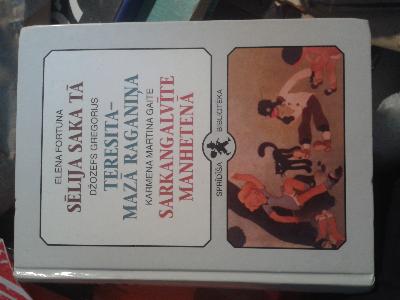 ELENA FORTUNA
SĒLIJA SAKA TĀ
DŽOZEFS GREGORIJS
TERESITA-
MAZĀ RAGANIŅA
KARMENA MARTINA GAITE
SARKANGALVĪTE
MANHETENĀ
SPRĪDĪŠA BIBLIOTĒKA